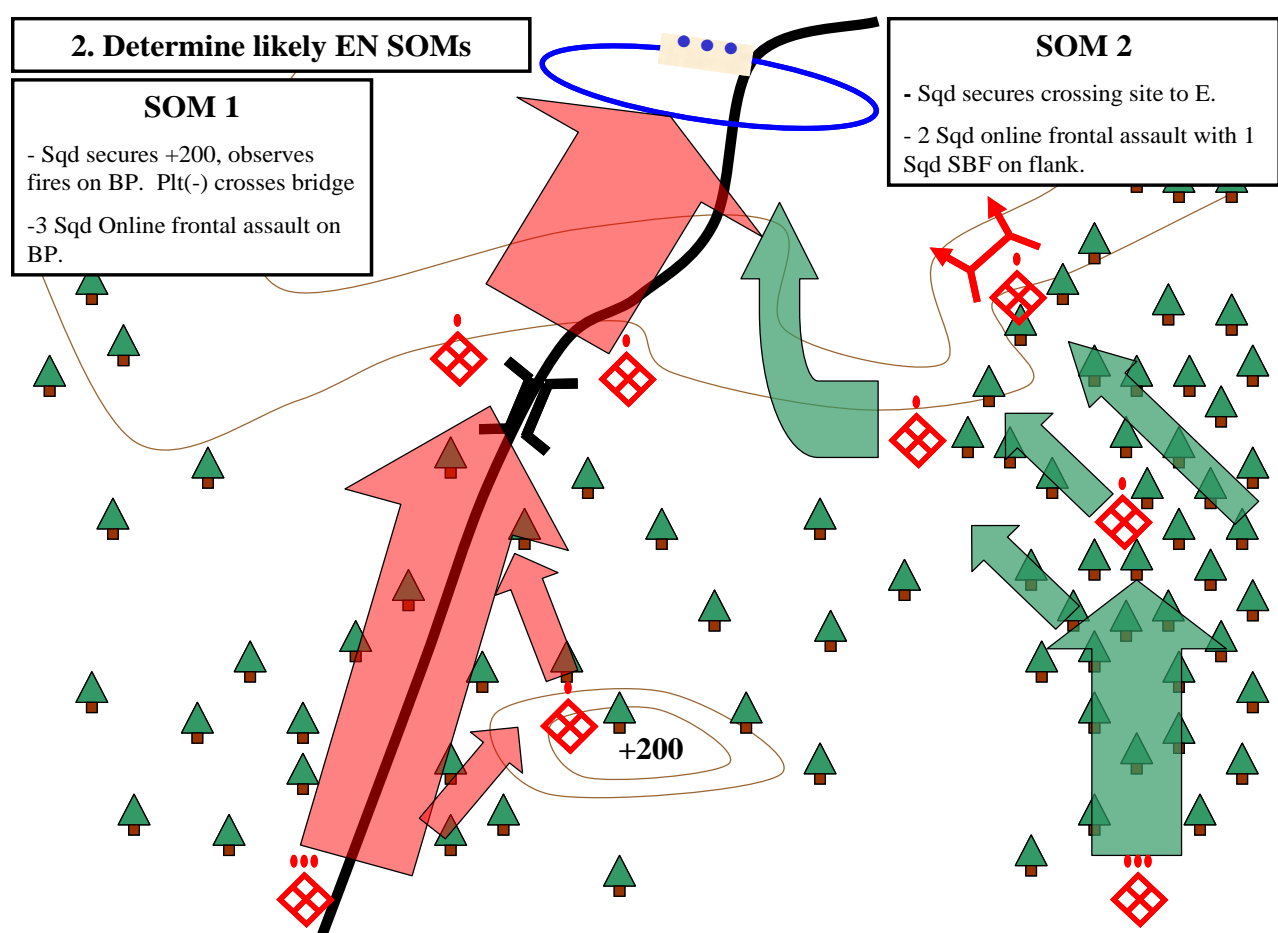 2. Determine likely EN SOMs
SOM 1
- Sqd secures +200, observes
fires on BP.  Plt(-) crosses bridge
-3 Sqd Online frontal assault on
BP.
SOM 2
- Sqd secures crossing site to E.
- 2 Sqd online frontal assault with 1
Sqd SBF on flank.
+200